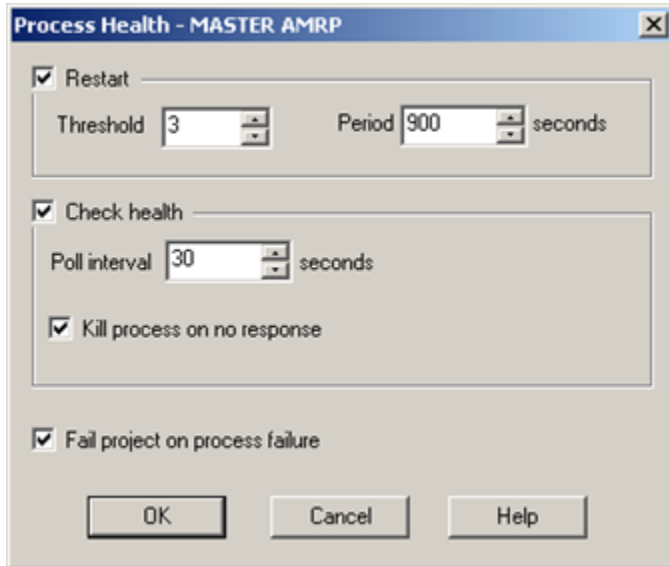 Process Health - MASTER AMRP
Restart
Threshold 3 Period 900 seconds
Check health
Poll interval 30 seconds
Kill process on no response
Fail project on process failure
OK Cancel Help